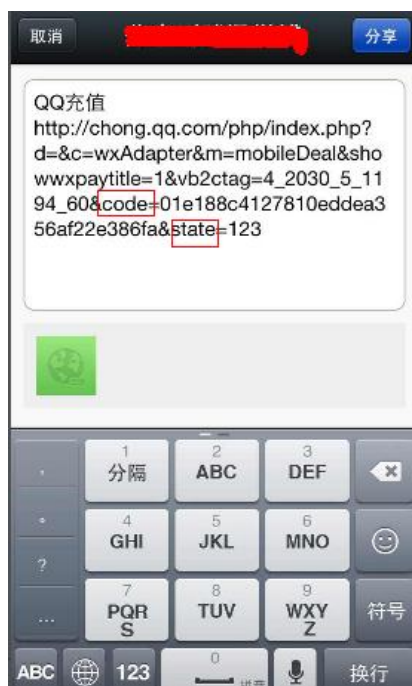 取消
分享
QQ充值
http://chong.qq.com/php/index.php?
d=&c=wxAdapter&m=mobileDeal&sho
wwxpaytitle=1&vb2ctag=4_2030_5_11
94_60&code=01e188c4127810eddea3
56af22e386fa&state=123
,
1
分隔
2
ABC
3
DEF
。
4
GHI
5
JKL
6
MNO
?
...
7
PQR
S
8
TUV
9
WXY
Z
符号
ABC
123
0
换行